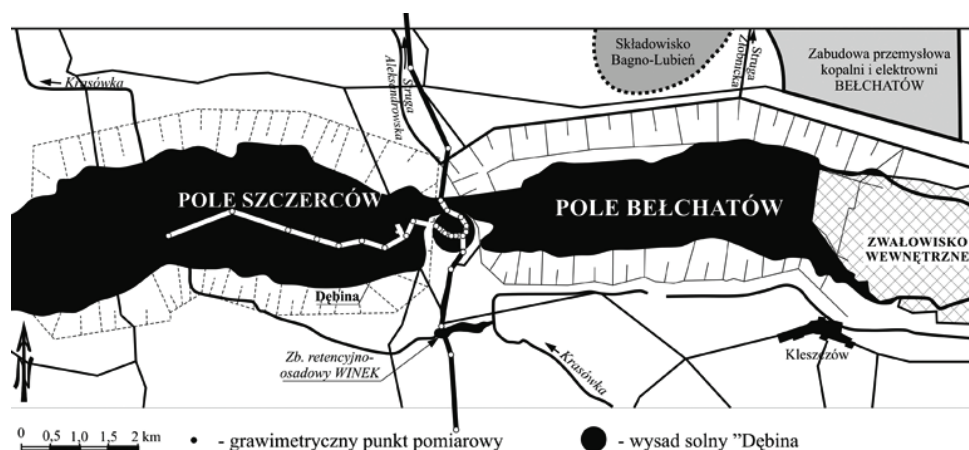 Składowisko
Bagno-Lubień
Struga
Żłobnicka
Zabudowa przemysłowa
kopalni i elektrowni
BEŁCHATÓW
Krasówka
Struga
Aleksandrowska
POLE SZCZERCÓW
POLE BEŁCHATÓW
ZWAŁOWISKO
WEWNĘTRZNE
Dębina
Zb. retencyjno-
osadowy WINEK
Krasówka
Kleszczów
N
0 0,5 1,0 1,5 2 km
- grawimetryczny punkt pomiarowy
- wysad solny "Dębina